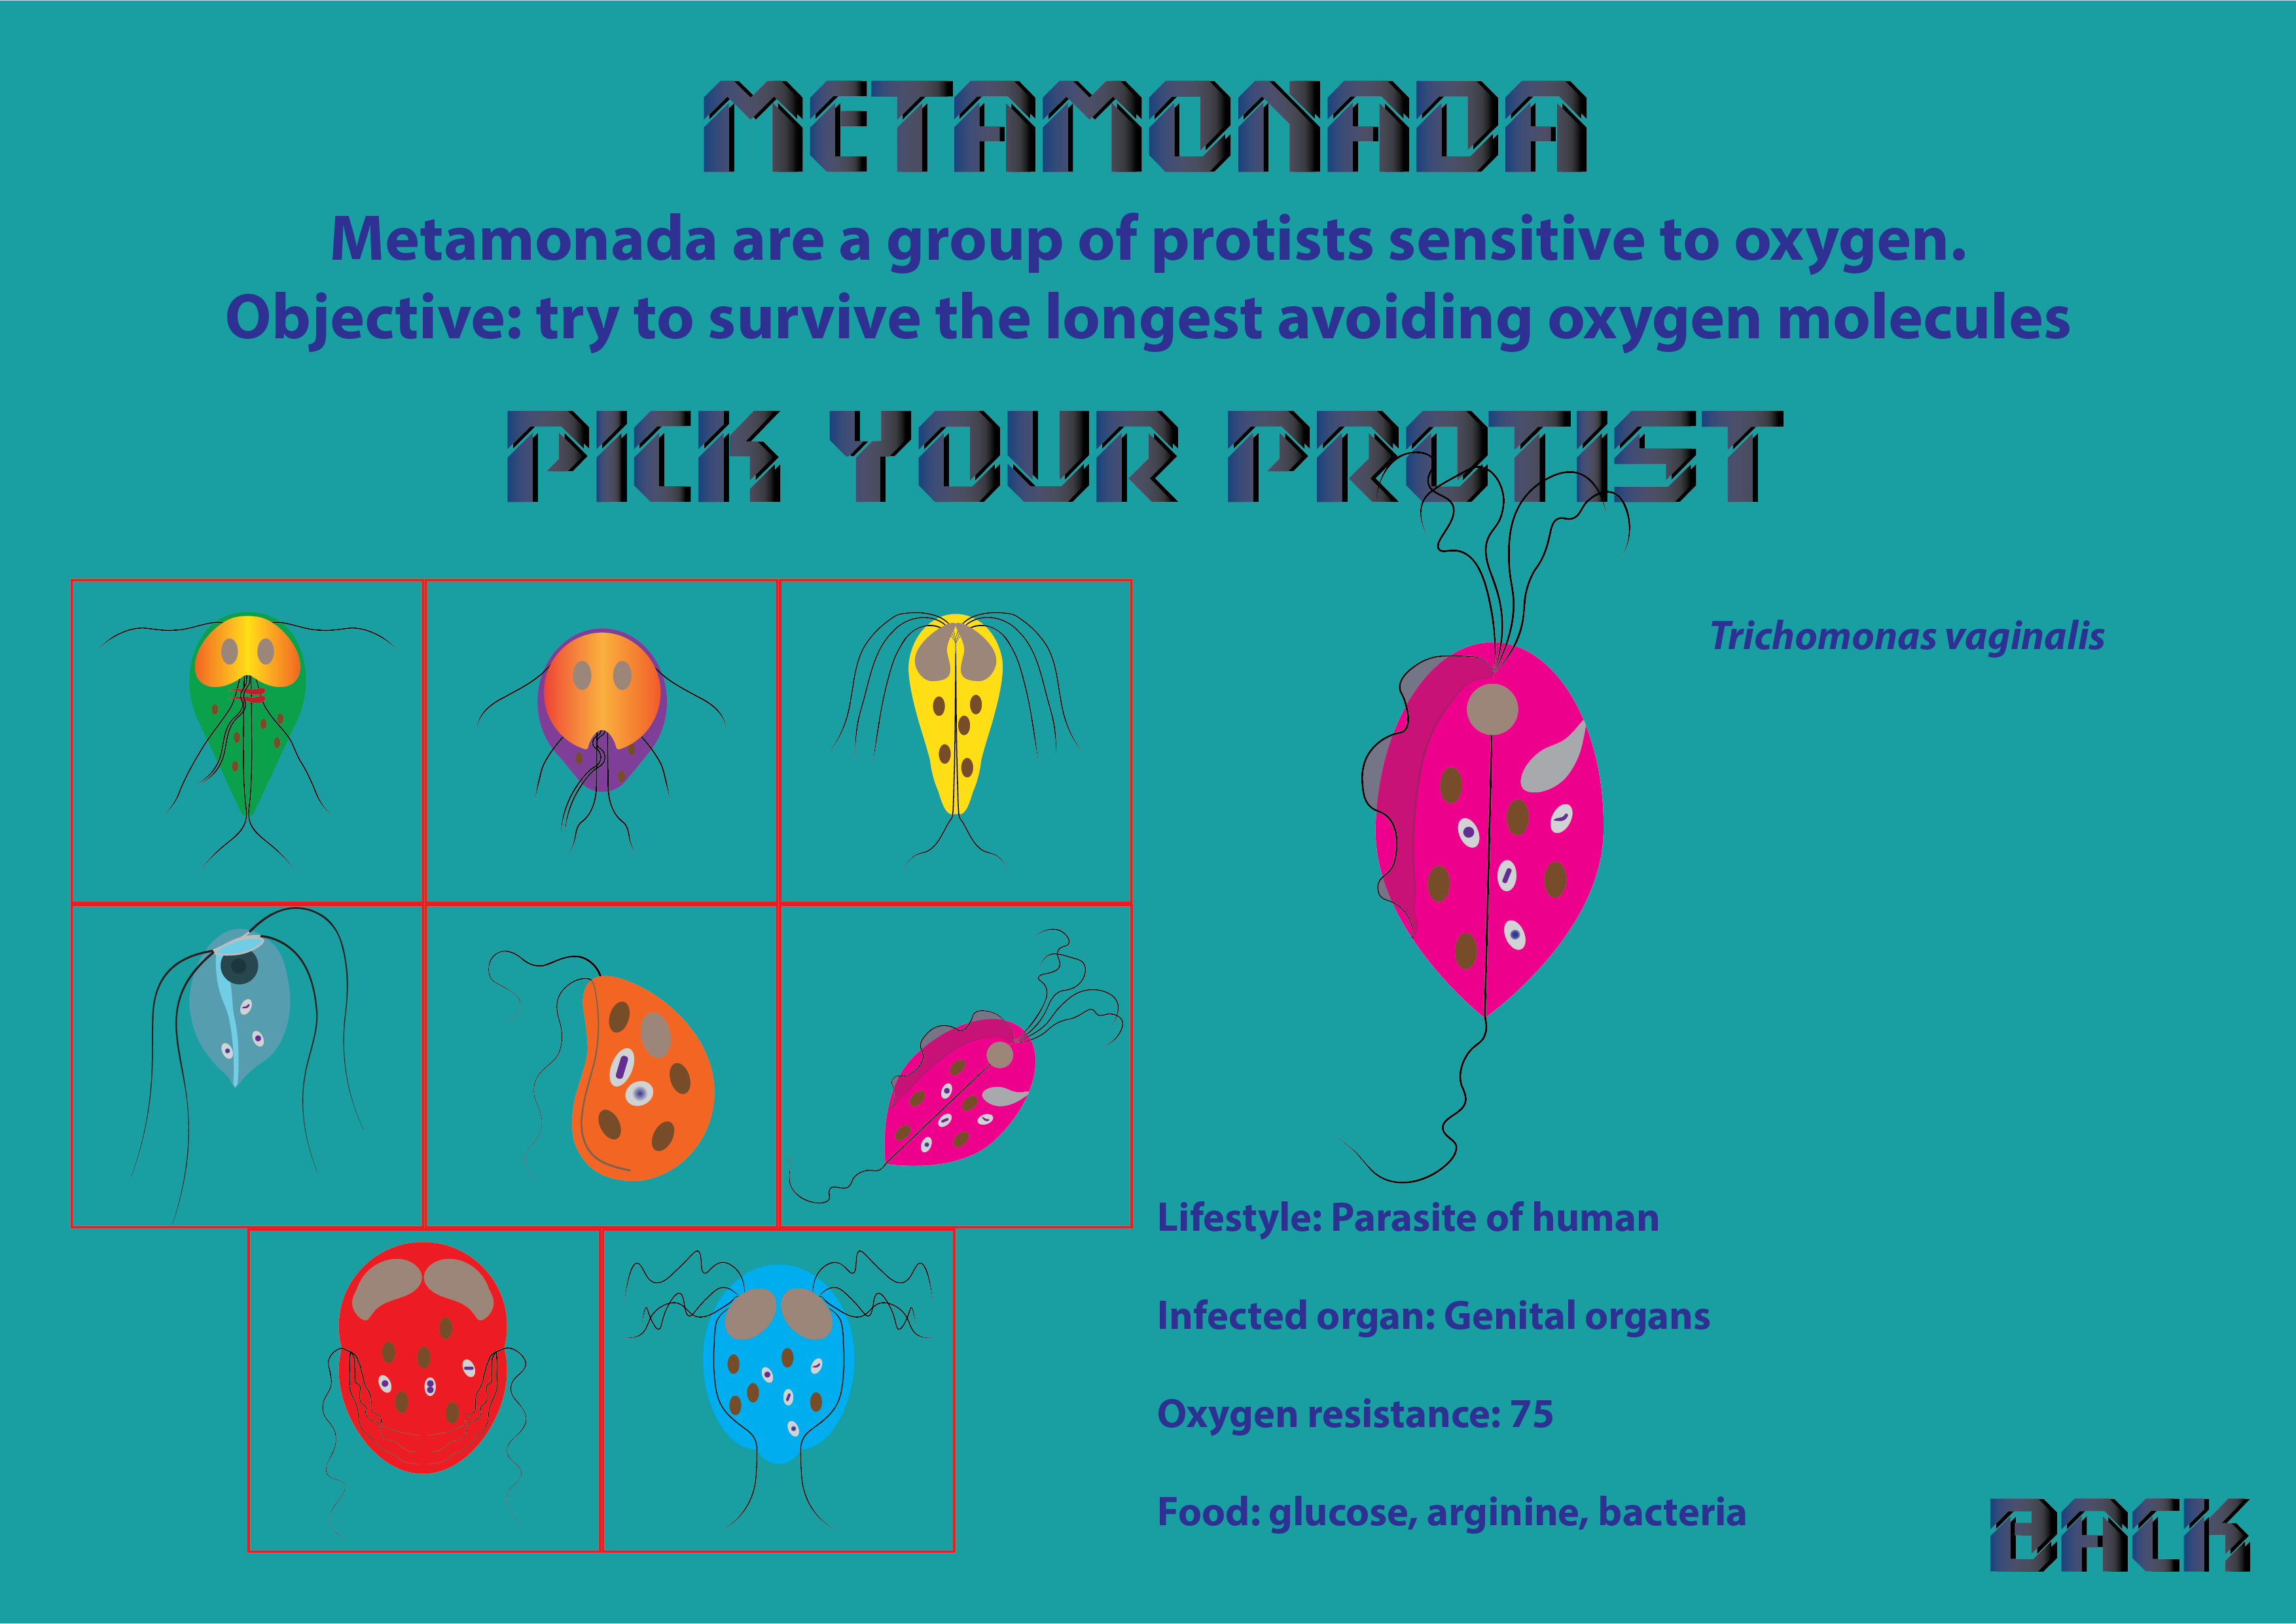 METAMONADA
Metamonada are a group of protists sensitive to oxygen.
Objective: try to survive the longest avoiding oxygen molecules
PICK YOUR PROTIST
Trichomonas vaginalis
Lifestyle: Parasite of human
Infected organ: Genital organs
Oxygen resistance: 75
Food: glucose, arginine, bacteria
BACK